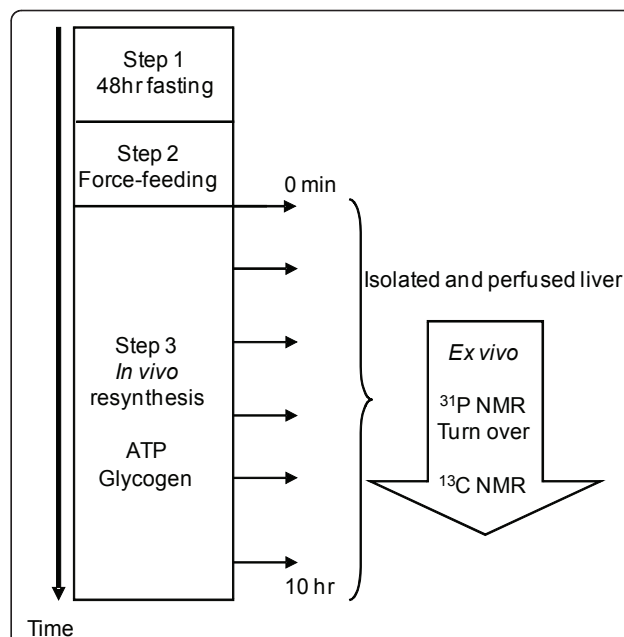 Step 1
48hr fasting
Step 2
Force-feeding
0 min
Isolated and perfused liver
Step 3
In vivo
resynthesis
ATP
Glycogen
Ex vivo
³¹P NMR
Turn over
¹³C NMR
10 hr
Time